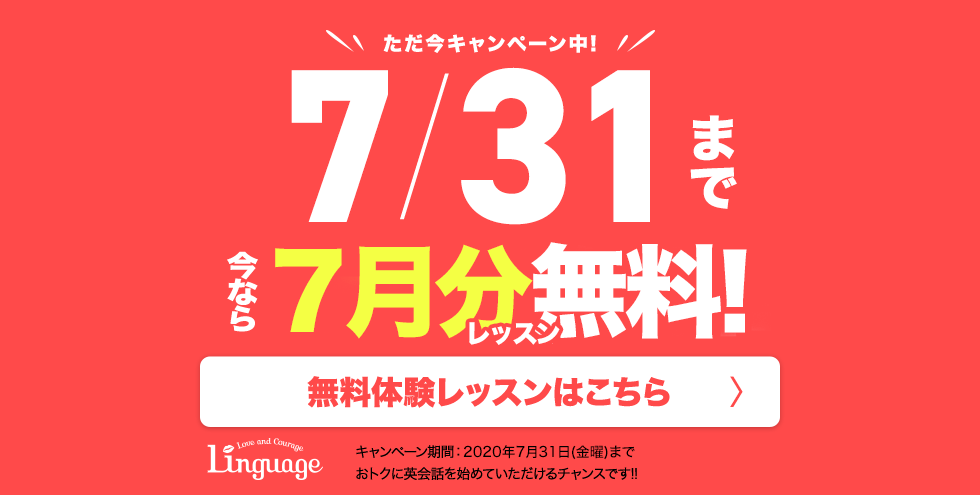 ただ今キャンペーン中!
7/31まで
今なら7月分レッスン無料!
無料体験レッスンはこちら 〉
Love and Courage
Linguage
キャンペーン期間：2020年7月31日(金曜)まで
おトクに英会話を始めていただけるチャンスです!!